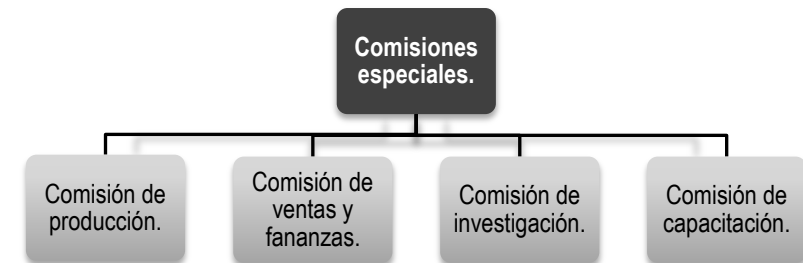 Comisiones
especiales.
Comisión de
producción.
Comisión de
ventas y
fananzas.
Comisión de
investigación.
Comisión de
capacitación.